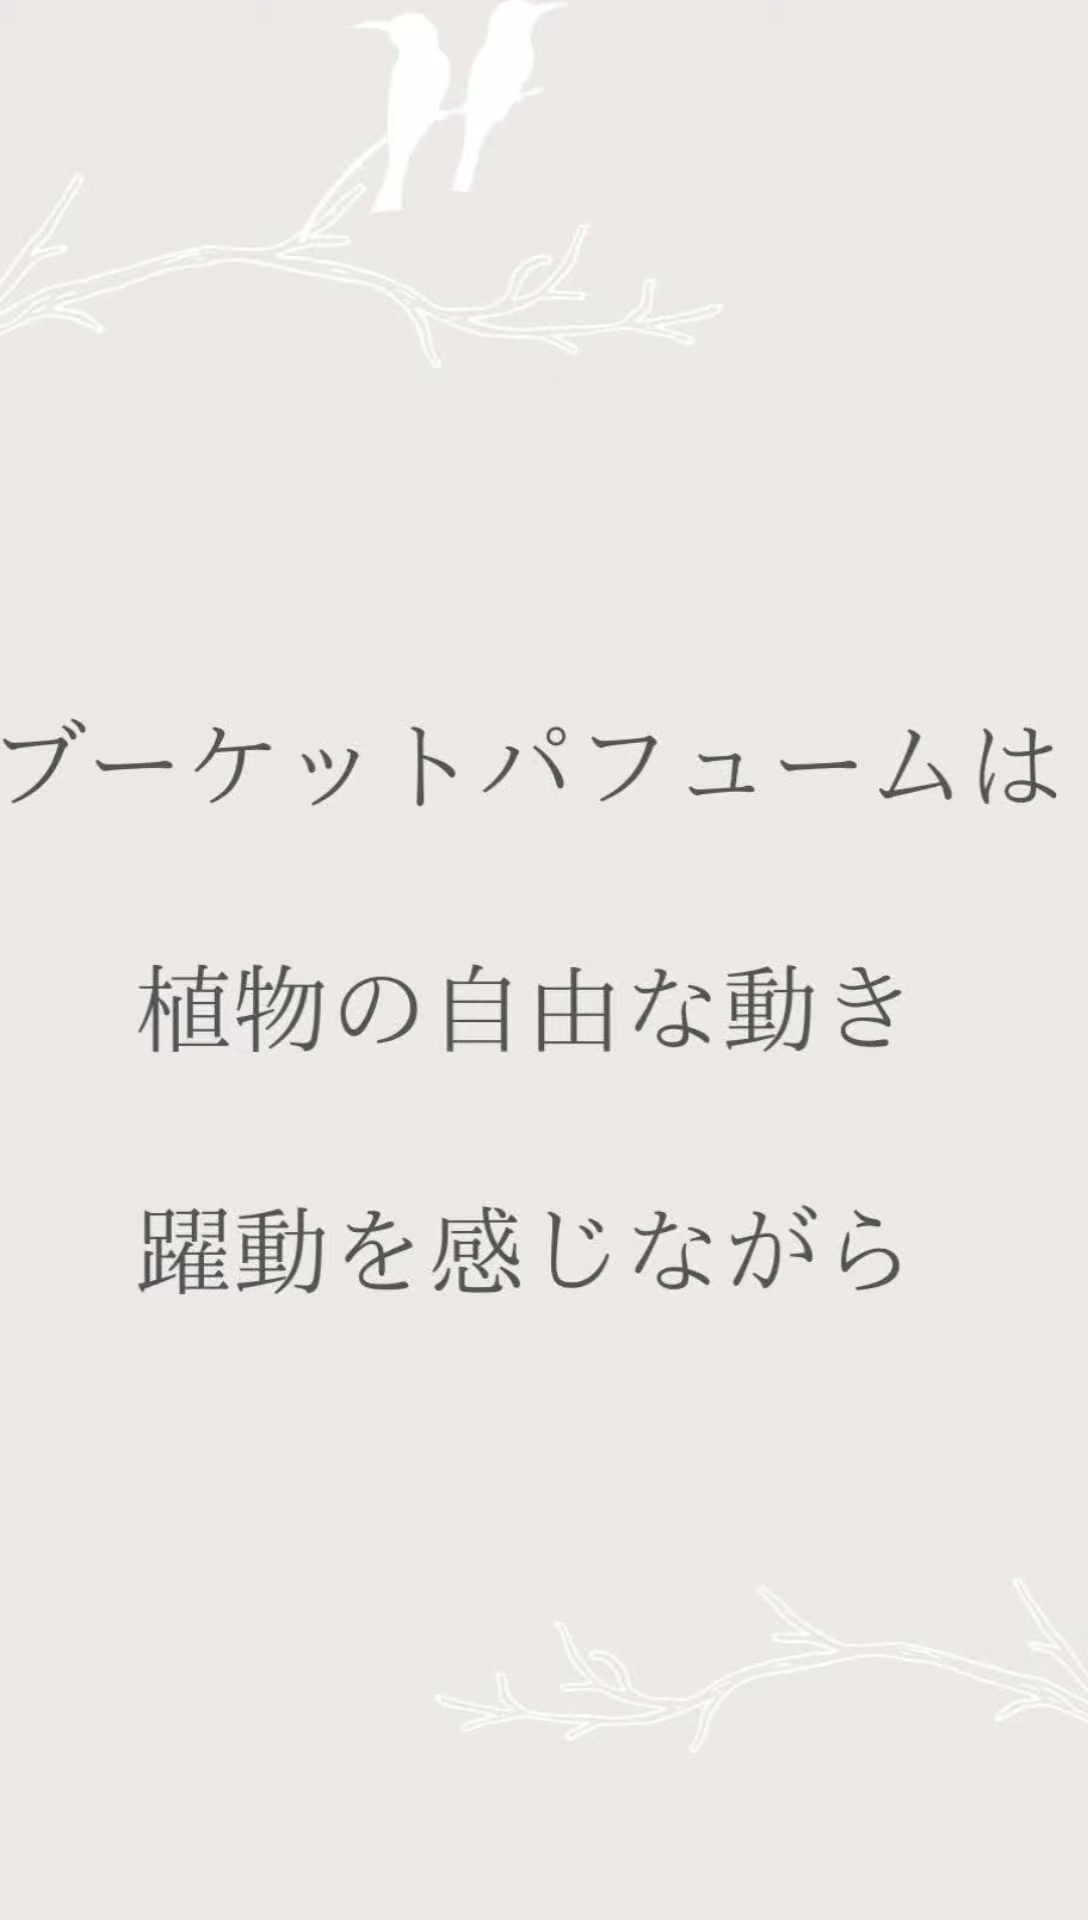 ブーケットパフュームは
植物の自由な動き
躍動を感じながら